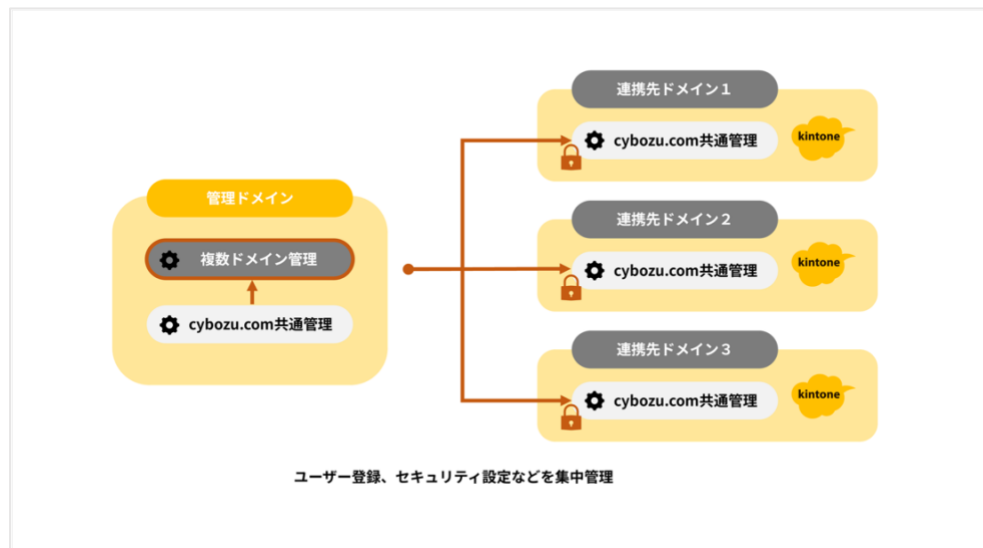 連携先ドメイン１
cybozu.com共通管理
kintone
管理ドメイン
複数ドメイン管理
cybozu.com共通管理
連携先ドメイン２
cybozu.com共通管理
kintone
連携先ドメイン３
cybozu.com共通管理
kintone
ユーザー登録、セキュリティ設定などを集中管理